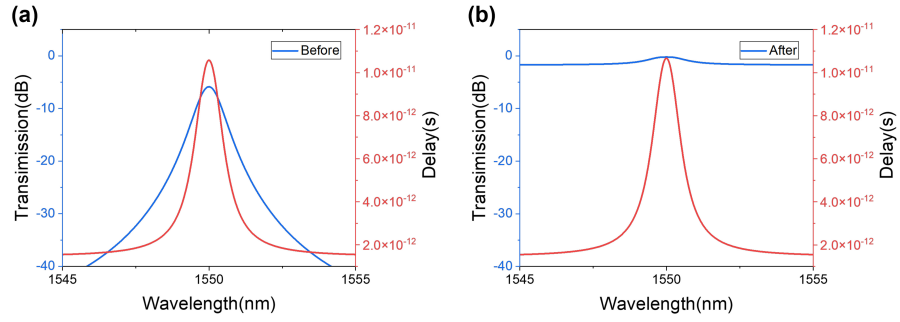 (a)
Before
Transimission(dB)
0
-10
-20
-30
-40
1.2×10⁻¹¹
1.0×10⁻¹¹
8.0×10⁻¹²
6.0×10⁻¹²
4.0×10⁻¹²
2.0×10⁻¹²
Delay(s)
1545
1550
1555
Wavelength(nm)
(b)
After
Transimission(dB)
0
-10
-20
-30
-40
1.2×10⁻¹¹
1.0×10⁻¹¹
8.0×10⁻¹²
6.0×10⁻¹²
4.0×10⁻¹²
2.0×10⁻¹²
Delay(s)
1545
1550
1555
Wavelength(nm)